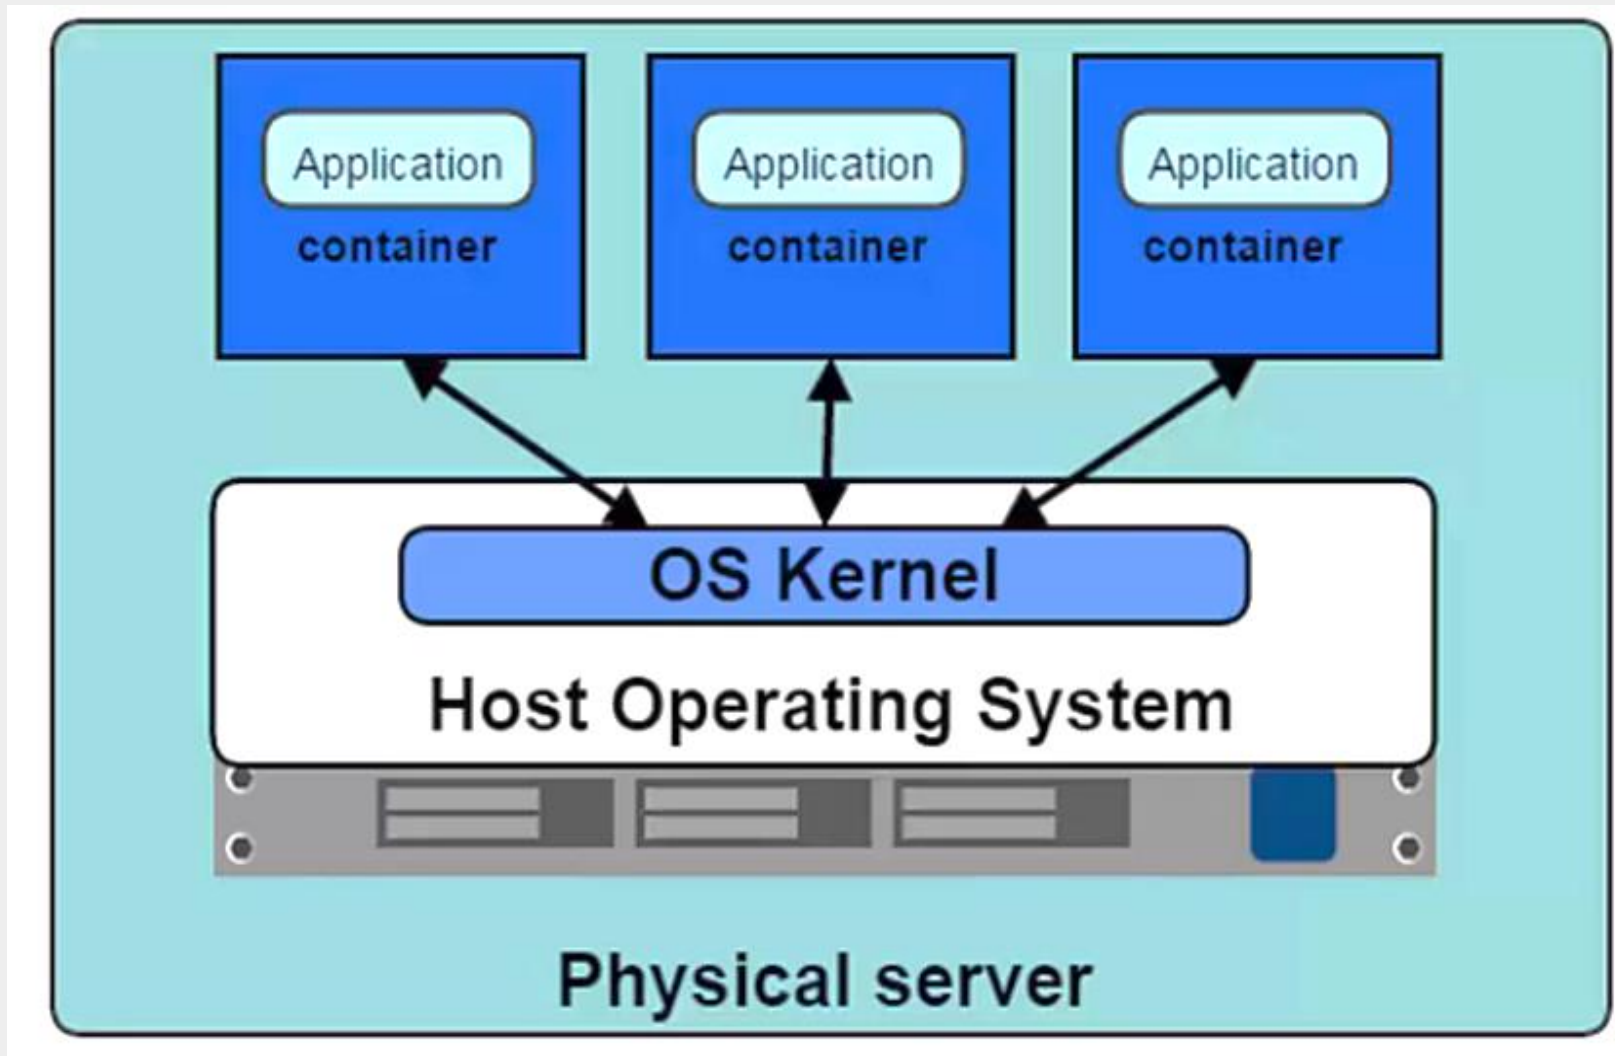 Application
container
Application
container
Application
container
OS Kernel
Host Operating System
Physical server